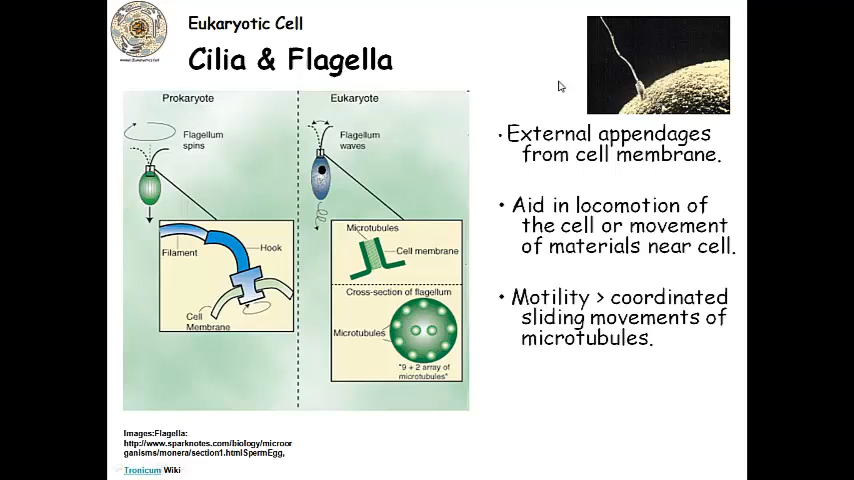 Eukaryotic Cell
Cilia & Flagella
Prokaryote
Eukaryote
Flagellum
spins
Flagellum
waves
Filament
Hook
Cell
Membrane
Microtubules
Cell membrane
Cross-section of flagellum
Microtubules
"9 + 2 array of
microtubules"
• External appendages
from cell membrane.
• Aid in locomotion of
the cell or movement
of materials near cell.
• Motility > coordinated
sliding movements of
microtubules.
Images:Flagella:
http://www.sparknotes.com/biology/microor
ganisms/monera/section1.htmlSpermEgg,
Tronicum Wiki